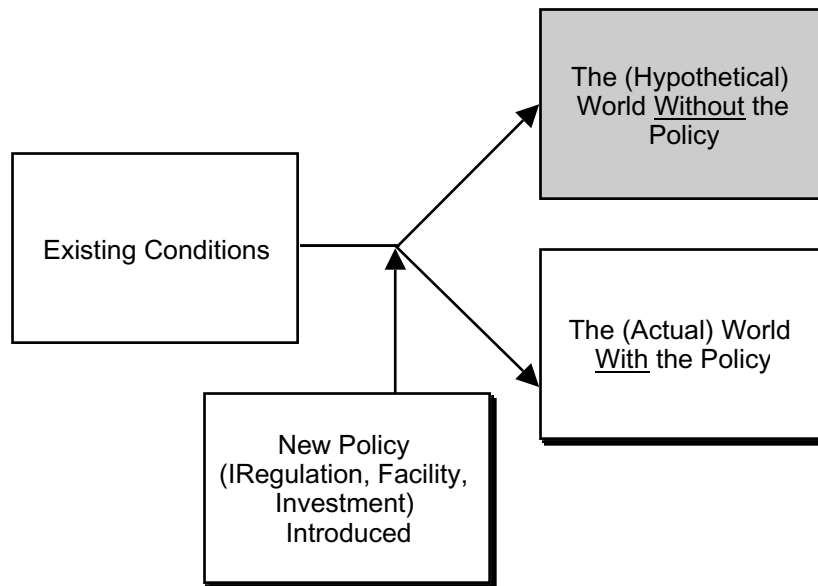 The (Hypothetical)
World Without the
Policy
Existing Conditions
The (Actual) World
With the Policy
New Policy
(IRegulation, Facility,
Investment)
Introduced